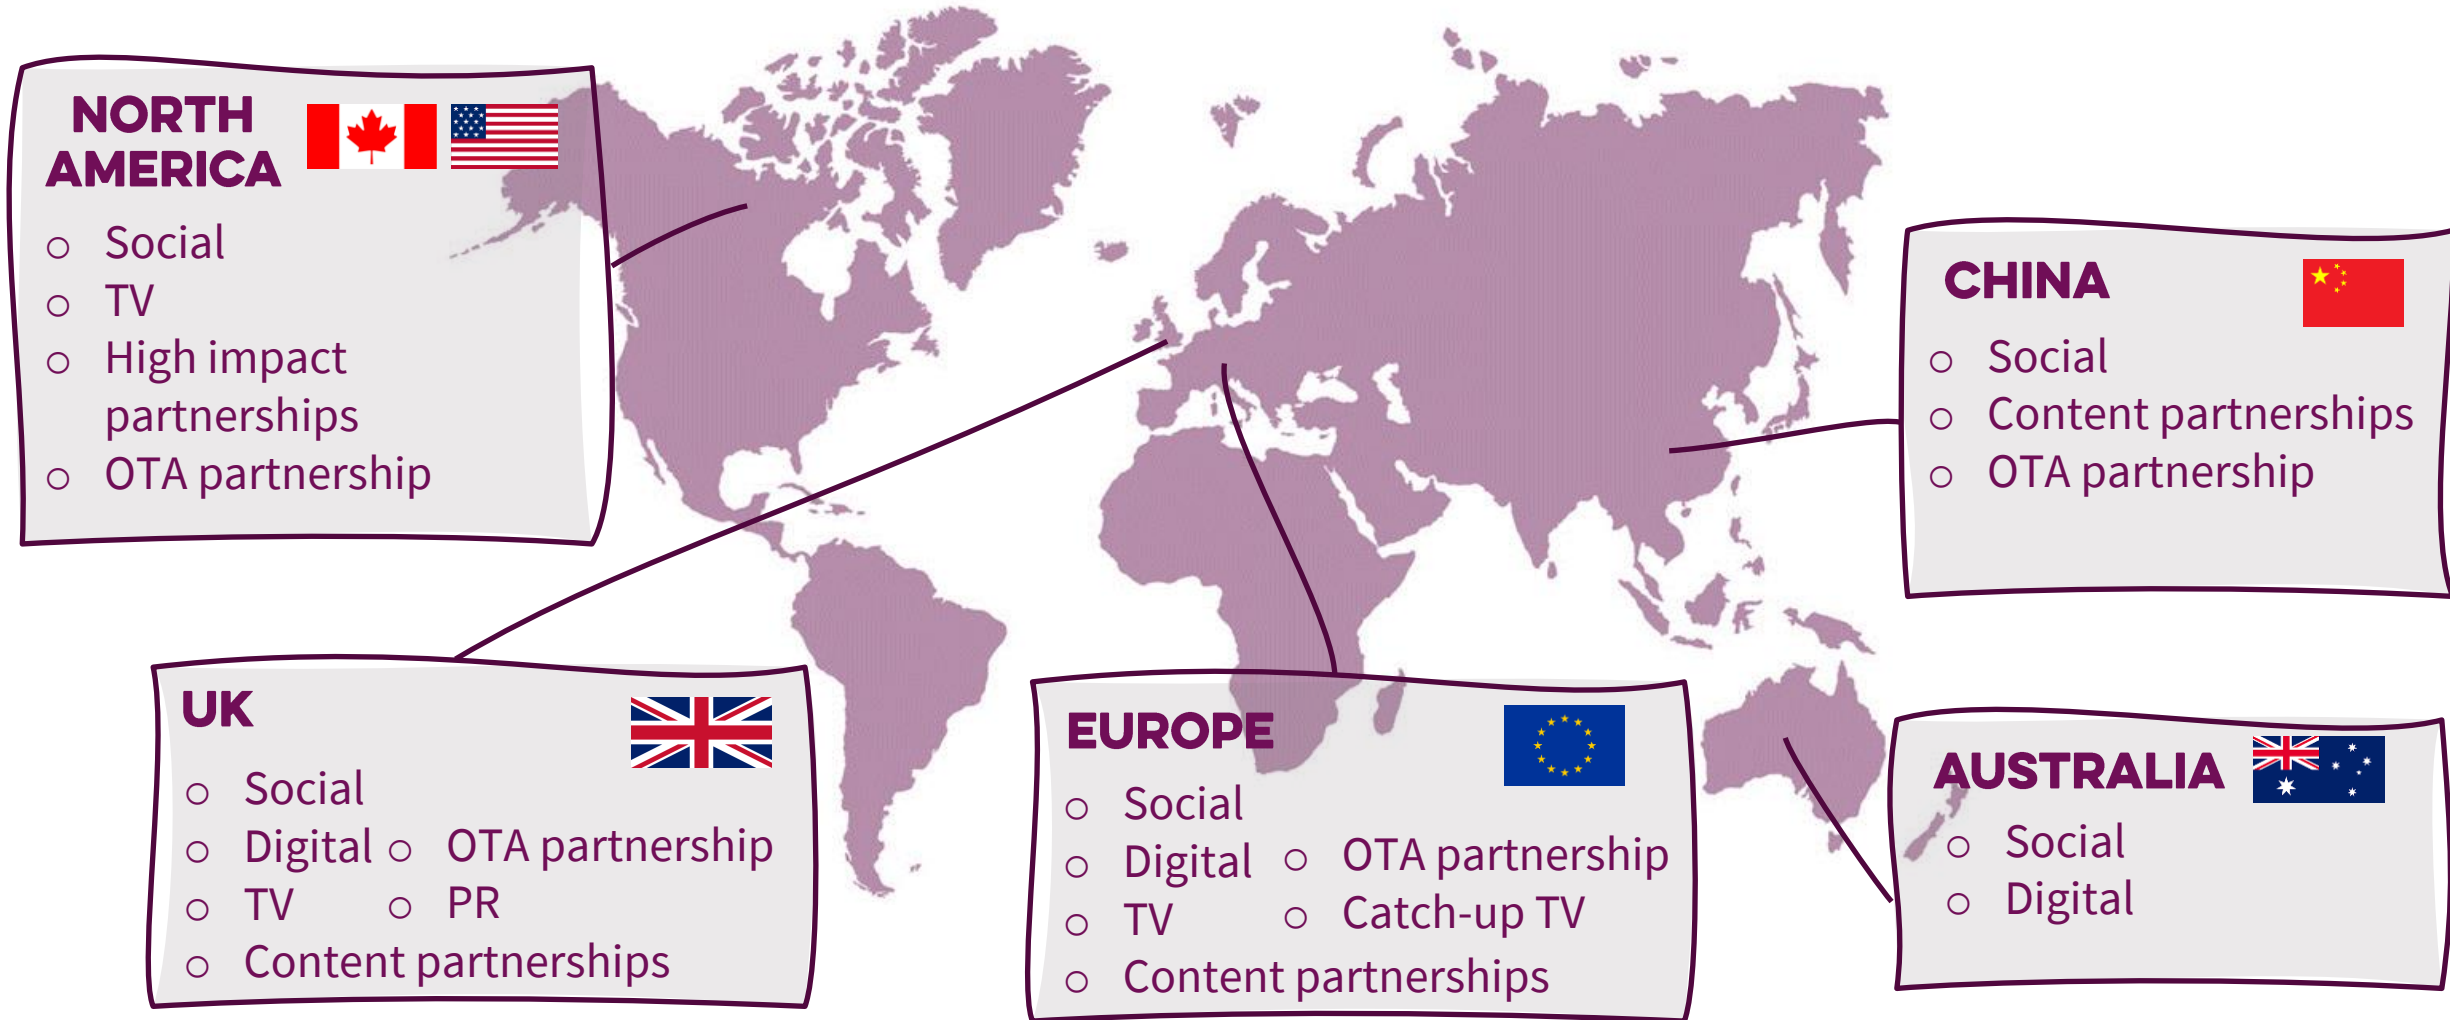 NORTH
AMERICA
○ Social
○ TV
○ High impact
partnerships
○ OTA partnership
CHINA
○ Social
○ Content partnerships
○ OTA partnership
UK
○ Social
○ Digital
○ TV
○ Content partnerships
○ OTA partnership
○ PR
EUROPE
○ Social
○ Digital
○ TV
○ Content partnerships
○ OTA partnership
○ Catch-up TV
AUSTRALIA
○ Social
○ Digital